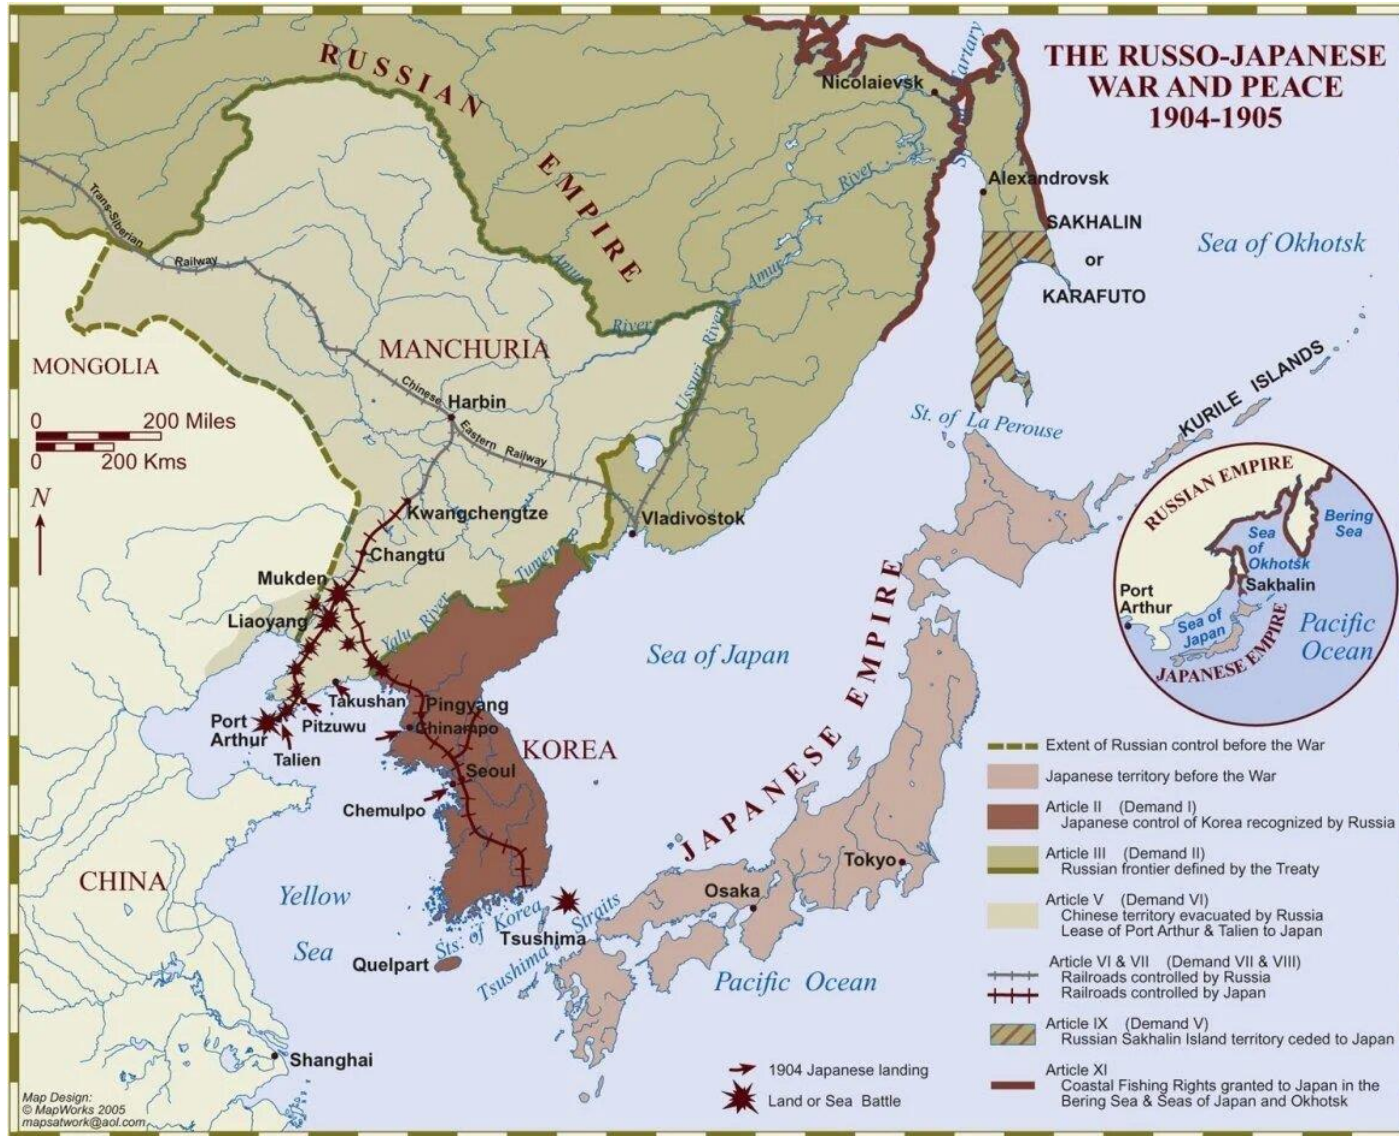 THE RUSSO-JAPANESE
WAR AND PEACE
1904-1905
RUSSIAN
EMPIRE
Nicolaievsk
Tartary
River
Alexandrovsk
SAKHALIN
or
KARAFUTO
Sea of Okhotsk
Trans-Siberian
Railway
Amur
River
Amur
Ussuri River
MANCHURIA
MONGOLIA
0 200 Miles
0 200 Kms
N
Chinese
Harbin
Eastern Railway
St. of La Perouse
KURILE ISLANDS
Kwangchengtze
Vladivostok
Changtu
Tumen R.
Mukden
Liaoyang
Yalu River
Sea of Japan
JAPANESE EMPIRE
RUSSIAN EMPIRE
Bering
Sea
Sea
of
Okhotsk
Sakhalin
Port
Arthur
Sea of
Japan
Pacific
Ocean
JAPANESE EMPIRE
Takushan
Pingyang
Port
Arthur
Pitzuwu
Chinampo
Talien
KOREA
Seoul
Chemulpo
CHINA
Yellow
Sea
Tokyo
Osaka
Sts. of Korea
Tsushima
Tsushima Straits
Quelpart
Pacific Ocean
Shanghai
Extent of Russian control before the War
Japanese territory before the War
Article II (Demand I)
Japanese control of Korea recognized by Russia
Article III (Demand II)
Russian frontier defined by the Treaty
Article V (Demand VI)
Chinese territory evacuated by Russia
Lease of Port Arthur & Talien to Japan
Article VI & VII (Demand VII & VIII)
Railroads controlled by Russia
Railroads controlled by Japan
Article IX (Demand V)
Russian Sakhalin Island territory ceded to Japan
Article XI
Coastal Fishing Rights granted to Japan in the
Bering Sea & Seas of Japan and Okhotsk
1904 Japanese landing
Land or Sea Battle
Map Design:
© MapWorks 2005
mapsatwork@aol.com